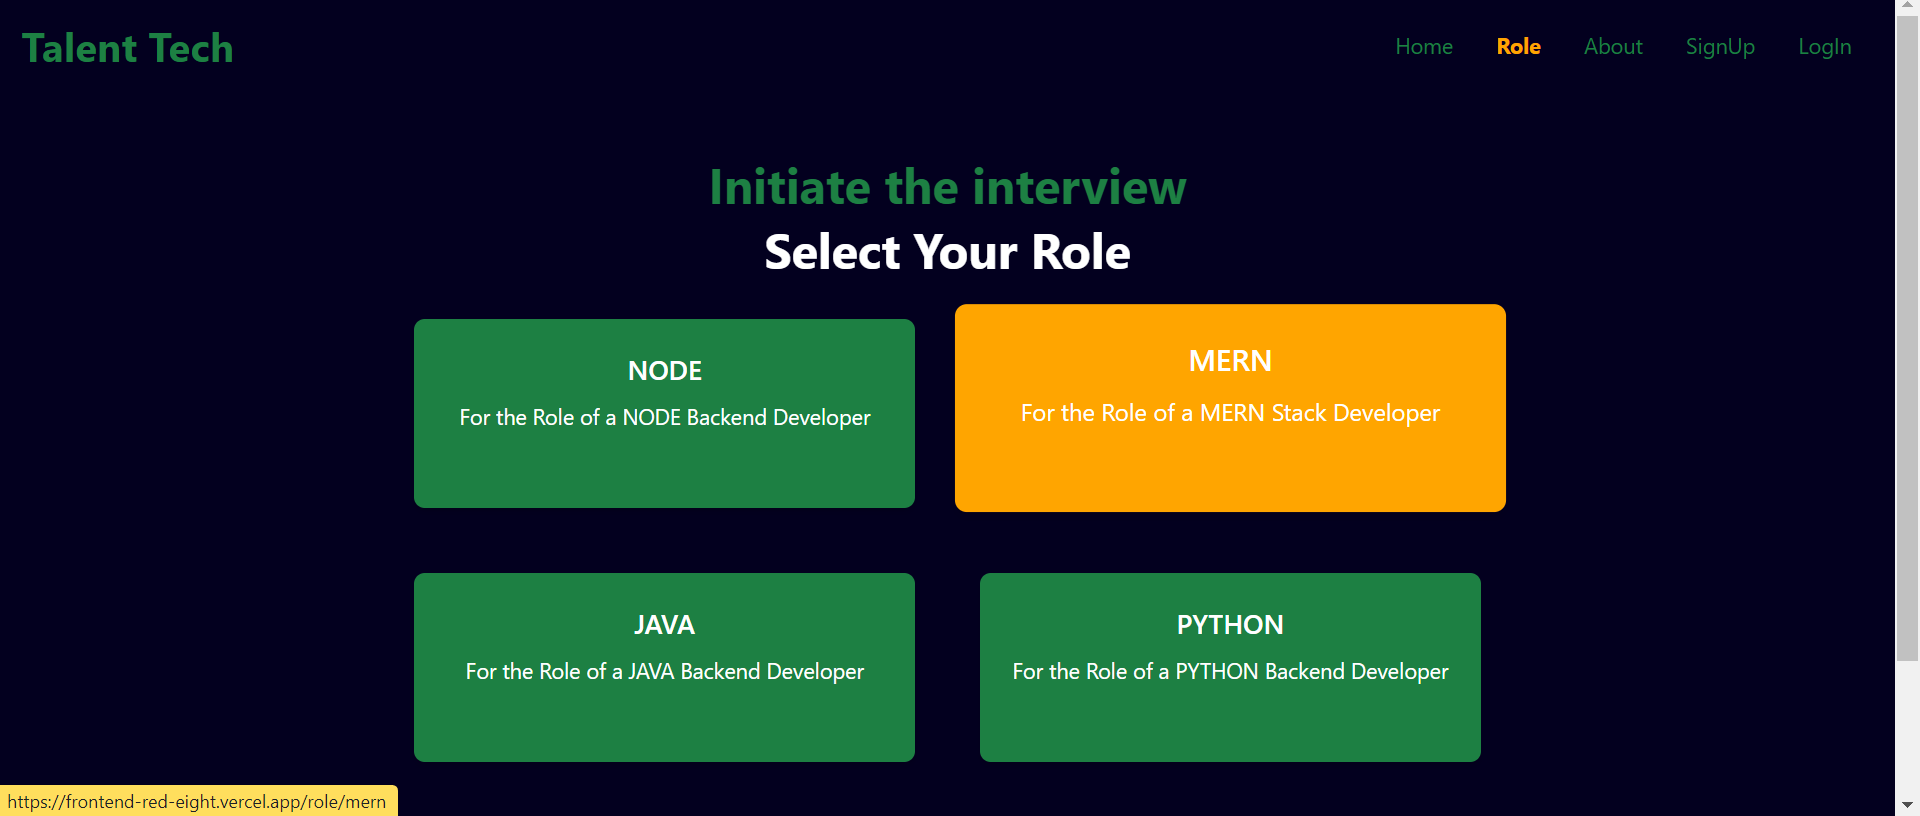 Talent Tech
Home Role About SignUp LogIn
Initiate the interview
Select Your Role
NODE
For the Role of a NODE Backend Developer
MERN
For the Role of a MERN Stack Developer
JAVA
For the Role of a JAVA Backend Developer
PYTHON
For the Role of a PYTHON Backend Developer
https://frontend-red-eight.vercel.app/role/mern